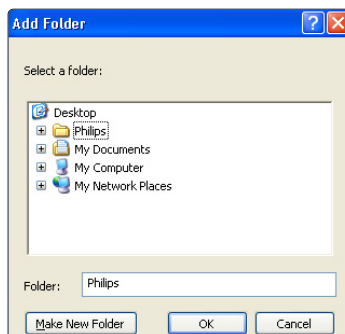 Add Folder
Select a folder:
Desktop
Philips
My Documents
My Computer
My Network Places
Folder: Philips
Make New Folder OK Cancel